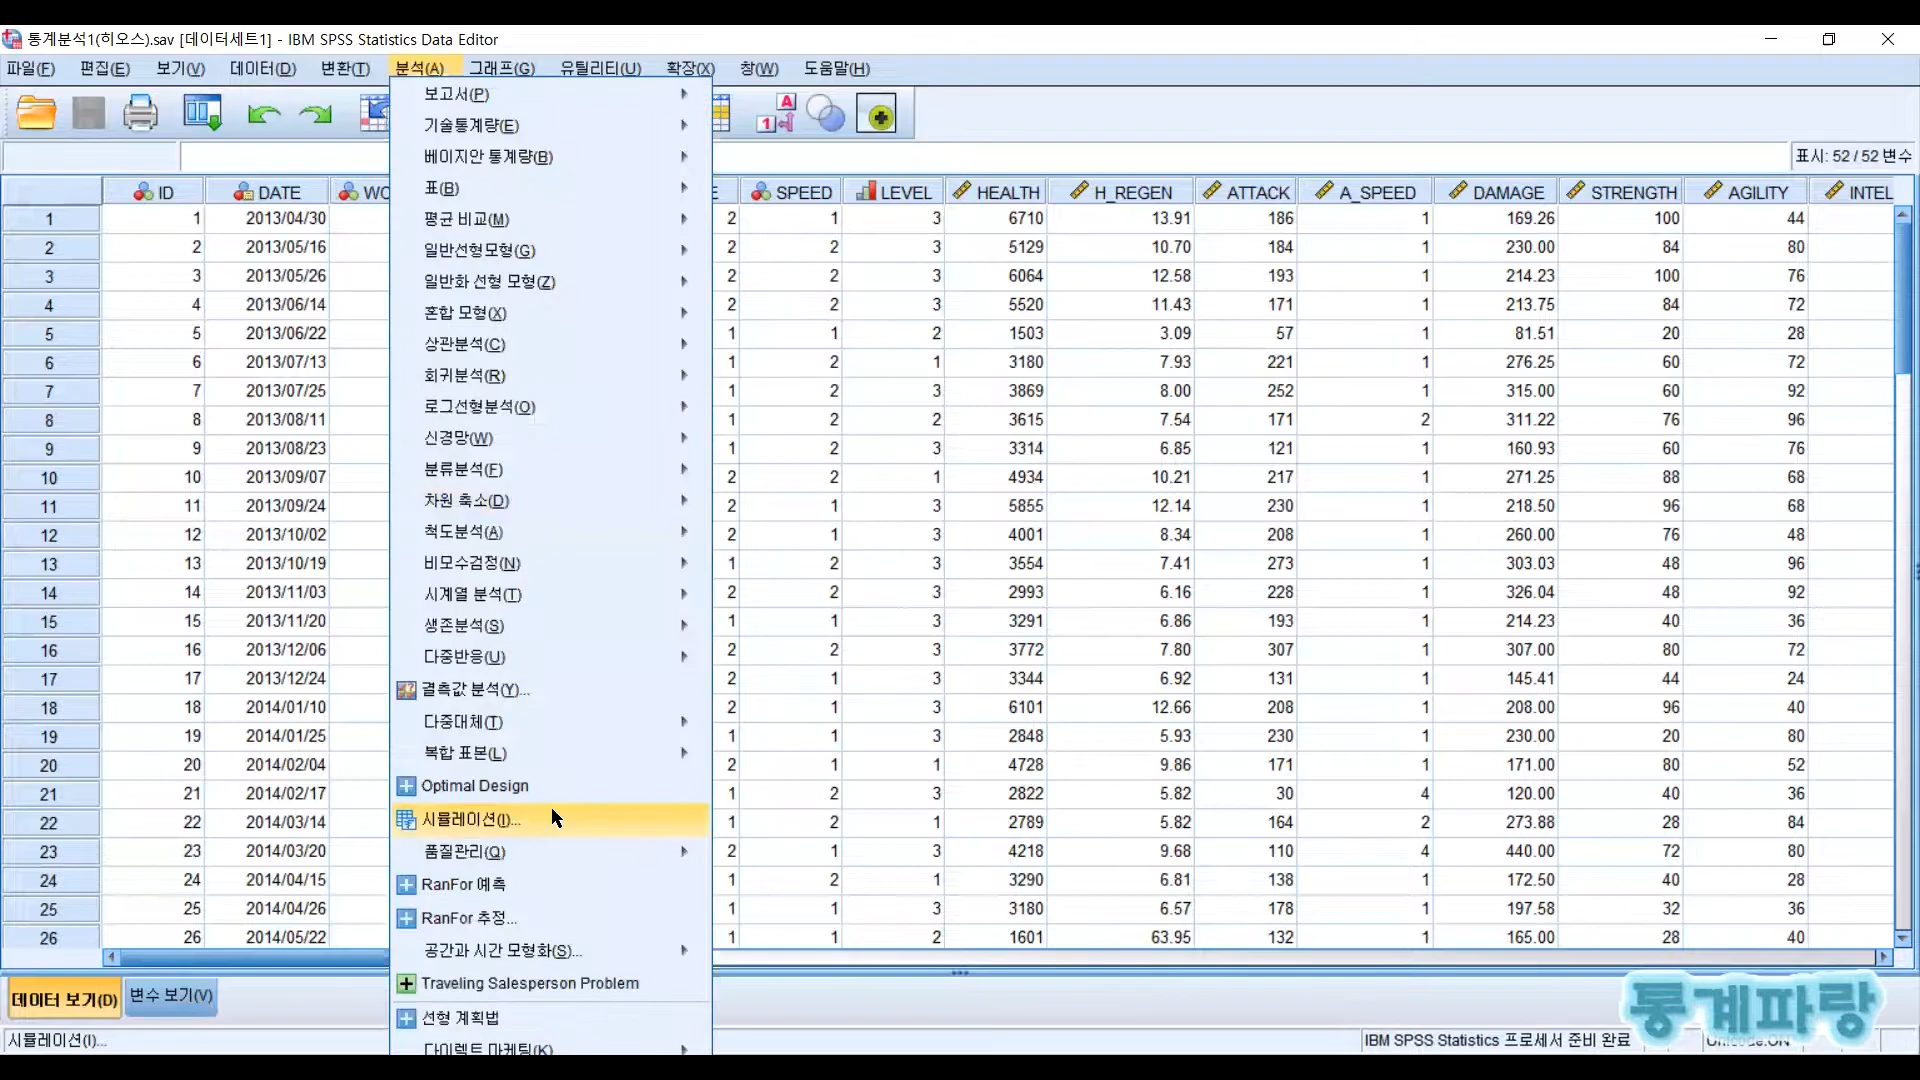 통계분석1(히오스).sav [데이터세트1] - IBM SPSS Statistics Data Editor
파일(F) 편집(E) 보기(V) 데이터(D) 변환(T) 분석(A) 그래프(G) 유틸리티(U) 확장(X) 창(W) 도움말(H)
표시: 52 / 52 변수
보고서(P)
기술통계량(E)
베이지안 통계량(B)
표(B)
평균 비교(M)
일반선형모형(G)
일반화 선형 모형(Z)
혼합 모형(X)
상관분석(C)
회귀분석(R)
로그선형분석(O)
신경망(W)
분류분석(F)
차원 축소(D)
척도분석(A)
비모수검정(N)
시계열 분석(T)
생존분석(S)
다중반응(U)
결측값 분석(Y)...
다중대체(T)
복합 표본(L)
Optimal Design
시뮬레이션(I)...
품질관리(Q)
RanFor 예측
RanFor 추정...
공간과 시간 모형화(S)...
Traveling Salesperson Problem
선형 계획법
다이렉트 마케팅(K)
ID DATE WO E SPEED LEVEL HEALTH H_REGEN ATTACK A_SPEED DAMAGE STRENGTH AGILITY INTEL
1 1 2013/04/30 2 1 3 6710 13.91 186 1 169.26 100 44
2 2 2013/05/16 2 2 3 5129 10.70 184 1 230.00 84 80
3 3 2013/05/26 2 2 3 6064 12.58 193 1 214.23 100 76
4 4 2013/06/14 2 2 3 5520 11.43 171 1 213.75 84 72
5 5 2013/06/22 1 1 2 1503 3.09 57 1 81.51 20 28
6 6 2013/07/13 1 2 1 3180 7.93 221 1 276.25 60 72
7 7 2013/07/25 1 2 3 3869 8.00 252 1 315.00 60 92
8 8 2013/08/11 1 2 2 3615 7.54 171 2 311.22 76 96
9 9 2013/08/23 1 2 3 3314 6.85 121 1 160.93 60 76
10 10 2013/09/07 2 2 1 4934 10.21 217 1 271.25 88 68
11 11 2013/09/24 2 1 3 5855 12.14 230 1 218.50 96 68
12 12 2013/10/02 2 1 3 4001 8.34 208 1 260.00 76 48
13 13 2013/10/19 1 2 3 3554 7.41 273 1 303.03 48 96
14 14 2013/11/03 2 2 3 2993 6.16 228 1 326.04 48 92
15 15 2013/11/20 1 1 3 3291 6.86 193 1 214.23 40 36
16 16 2013/12/06 2 2 3 3772 7.80 307 1 307.00 80 72
17 17 2013/12/24 2 1 3 3344 6.92 131 1 145.41 44 24
18 18 2014/01/10 2 1 3 6101 12.66 208 1 208.00 96 40
19 19 2014/01/25 1 1 3 2848 5.93 230 1 230.00 20 80
20 20 2014/02/04 2 1 1 4728 9.86 171 1 171.00 80 52
21 21 2014/02/17 1 2 3 2822 5.82 30 4 120.00 40 36
22 22 2014/03/14 1 2 1 2789 5.82 164 2 273.88 28 84
23 23 2014/03/20 2 1 3 4218 9.68 110 4 440.00 72 80
24 24 2014/04/15 1 2 1 3290 6.81 138 1 172.50 40 28
25 25 2014/04/26 1 1 3 3180 6.57 178 1 197.58 32 36
26 26 2014/05/22 1 1 2 1601 63.95 132 1 165.00 28 40
데이터 보기(D) 변수 보기(V)
통계파랑
시뮬레이션(I)... IBM SPSS Statistics 프로세서 준비 완료 Unicode:ON